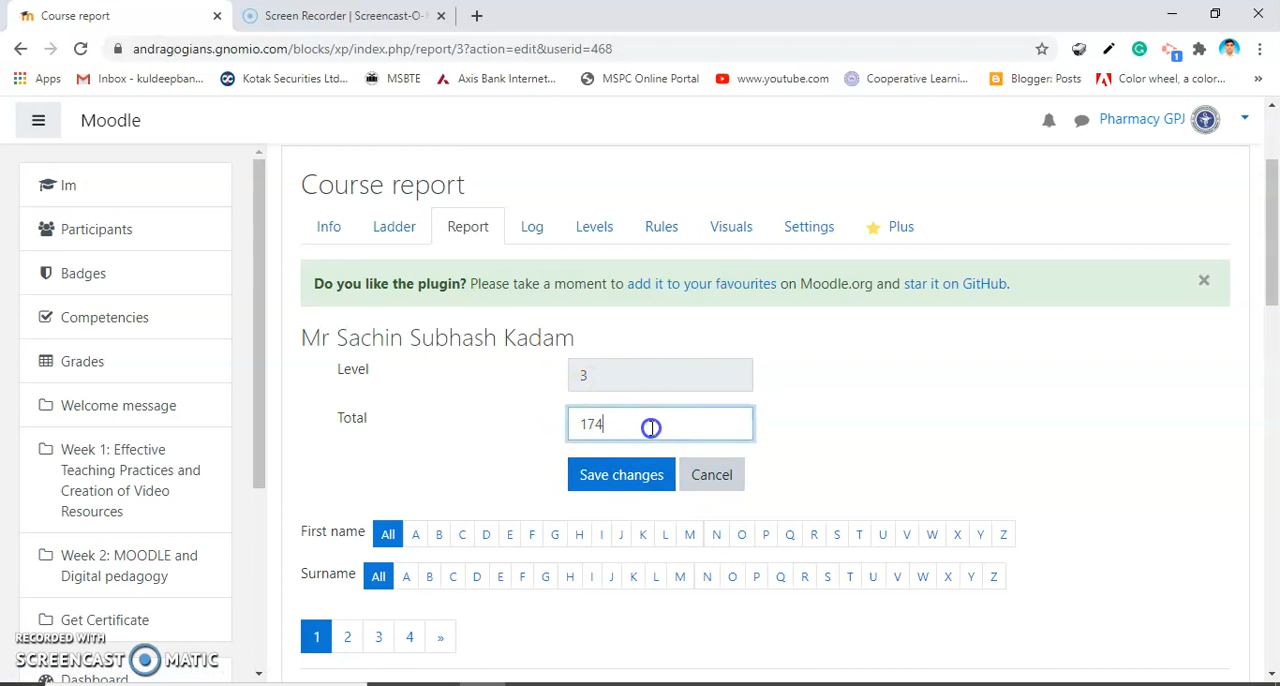 Course report
Screen Recorder | Screencast-O-
andragogians.gnomio.com/blocks/xp/index.php/report/3?action=edit&userid=468
1
Apps
Inbox - kuldeepban...
Kotak Securities Ltd...
MSBTE
Axis Bank Internet...
MSPC Online Portal
www.youtube.com
Cooperative Learni...
Blogger: Posts
Color wheel, a color...
»
Moodle
Pharmacy GPJ
Im
Participants
Badges
Competencies
Grades
Welcome message
Week 1: Effective
Teaching Practices and
Creation of Video
Resources
Week 2: MOODLE and
Digital pedagogy
Get Certificate
Dashboard
Course report
Info Ladder Report Log Levels Rules Visuals Settings Plus
Do you like the plugin? Please take a moment to add it to your favourites on Moodle.org and star it on GitHub.
Mr Sachin Subhash Kadam
Level 3
Total 174
Save changes Cancel
First name All A B C D E F G H I J K L M N O P Q R S T U V W X Y Z
Surname All A B C D E F G H I J K L M N O P Q R S T U V W X Y Z
1 2 3 4 »
RECORDED WITH
SCREENCAST MATIC